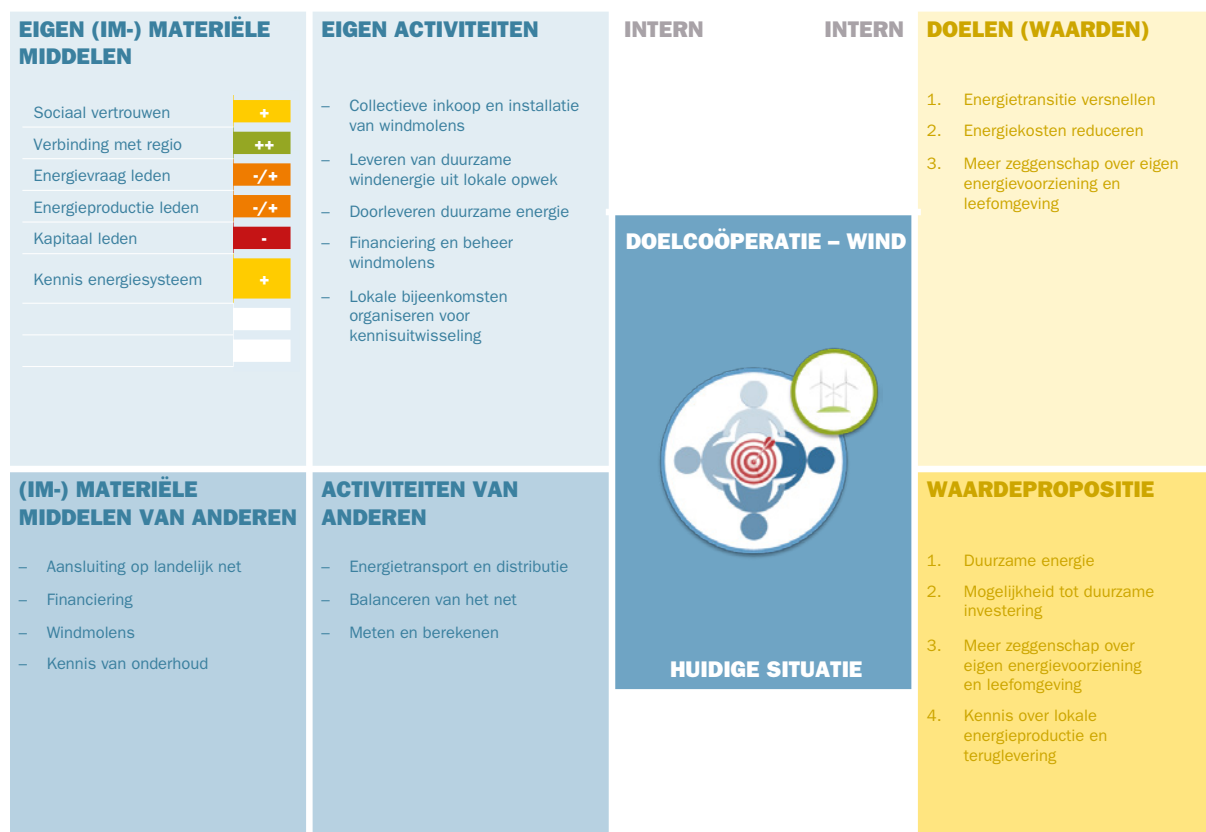 EIGEN (IM-) MATERIËLE
MIDDELEN
Sociaal vertrouwen +
Verbinding met regio ++
Energievraag leden -/+
Energieproductie leden -/+
Kapitaal leden -
Kennis energiesysteem +
EIGEN ACTIVITEITEN
– Collectieve inkoop en installatie
van windmolens
– Leveren van duurzame
windenergie uit lokale opwek
– Doorleveren duurzame energie
– Financiering en beheer
windmolens
– Lokale bijeenkomsten
organiseren voor
kennisuitwisseling
INTERN INTERN
DOELCOÖPERATIE – WIND
HUIDIGE SITUATIE
DOELEN (WAARDEN)
1. Energietransitie versnellen
2. Energiekosten reduceren
3. Meer zeggenschap over eigen
energievoorziening en
leefomgeving
(IM-) MATERIËLE
MIDDELEN VAN ANDEREN
– Aansluiting op landelijk net
– Financiering
– Windmolens
– Kennis van onderhoud
ACTIVITEITEN VAN
ANDEREN
– Energietransport en distributie
– Balanceren van het net
– Meten en berekenen
WAARDEPROPOSITIE
1. Duurzame energie
2. Mogelijkheid tot duurzame
investering
3. Meer zeggenschap over
eigen energievoorziening
en leefomgeving
4. Kennis over lokale
energieproductie en
teruglevering